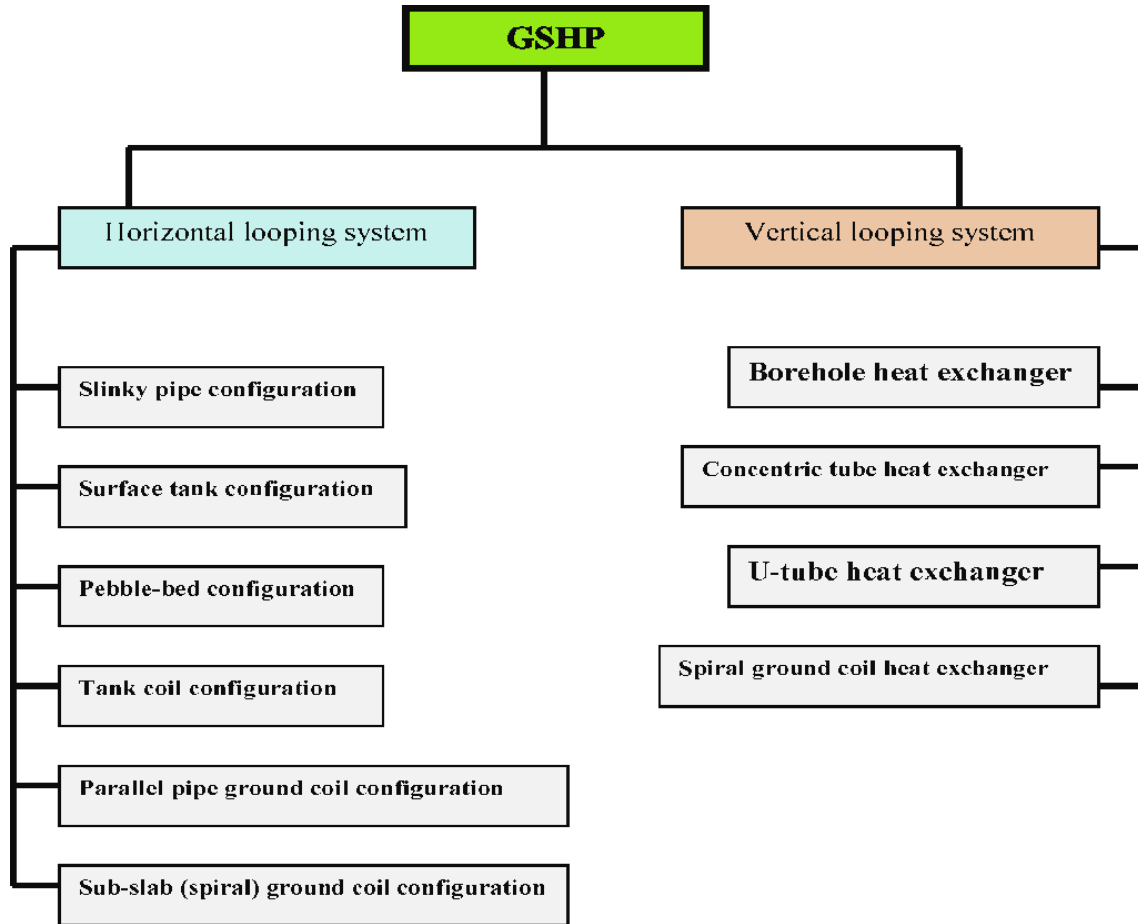 GSHP
Horizontal looping system
Vertical looping system
Slinky pipe configuration
Surface tank configuration
Pebble-bed configuration
Tank coil configuration
Parallel pipe ground coil configuration
Sub-slab (spiral) ground coil configuration
Borehole heat exchanger
Concentric tube heat exchanger
U-tube heat exchanger
Spiral ground coil heat exchanger